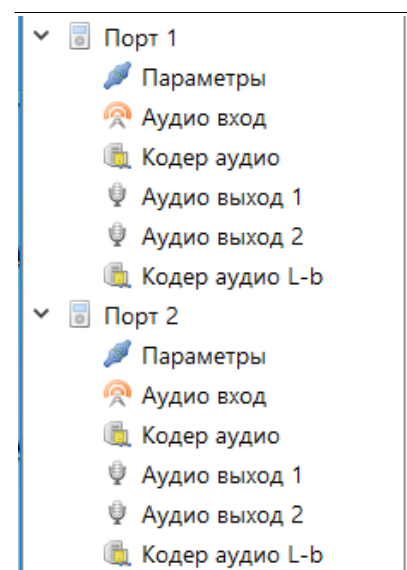 Порт 1
Параметры
Аудио вход
Кодер аудио
Аудио выход 1
Аудио выход 2
Кодер аудио L-b
Порт 2
Параметры
Аудио вход
Кодер аудио
Аудио выход 1
Аудио выход 2
Кодер аудио L-b